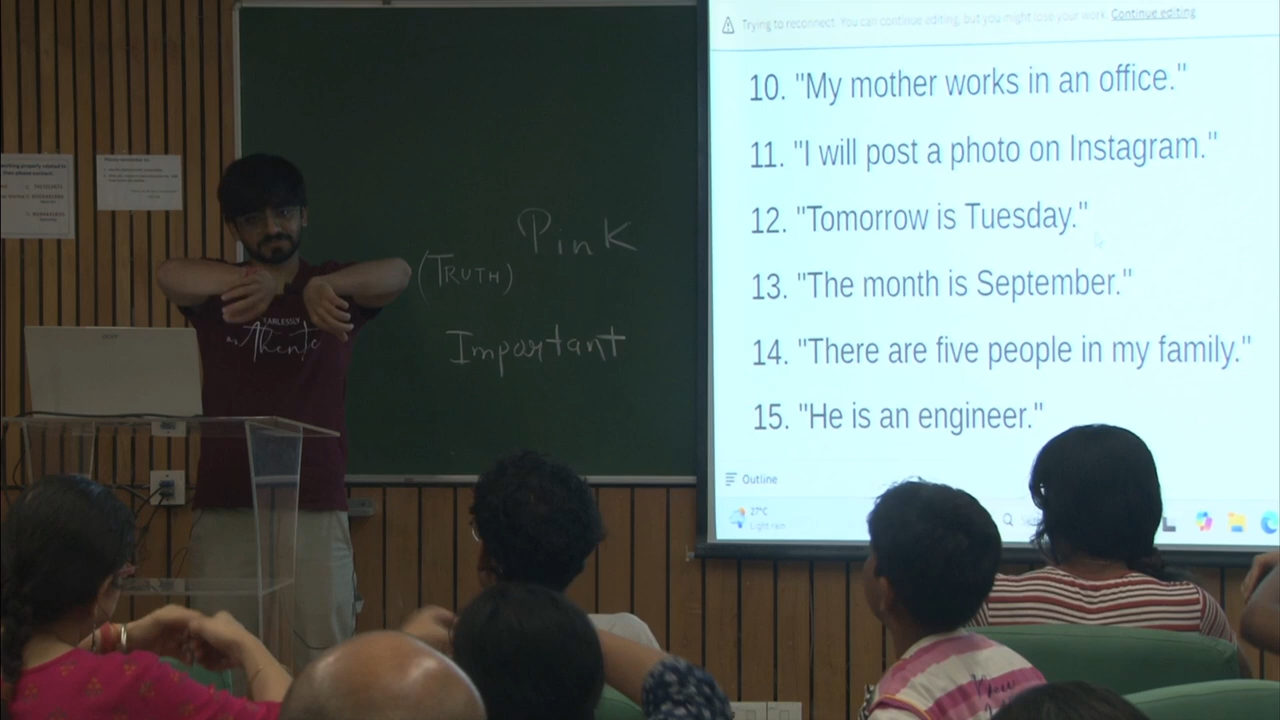 Trying to reconnect. You can continue editing, but you might lose your work. Continue editing
10. "My mother works in an office."
11. "I will post a photo on Instagram."
12. "Tomorrow is Tuesday."
13. "The month is September."
14. "There are five people in my family."
15. "He is an engineer."
Outline
27°C
Light rain
Pink
(TRUTH)
Important
FEARLESSLY
authentic